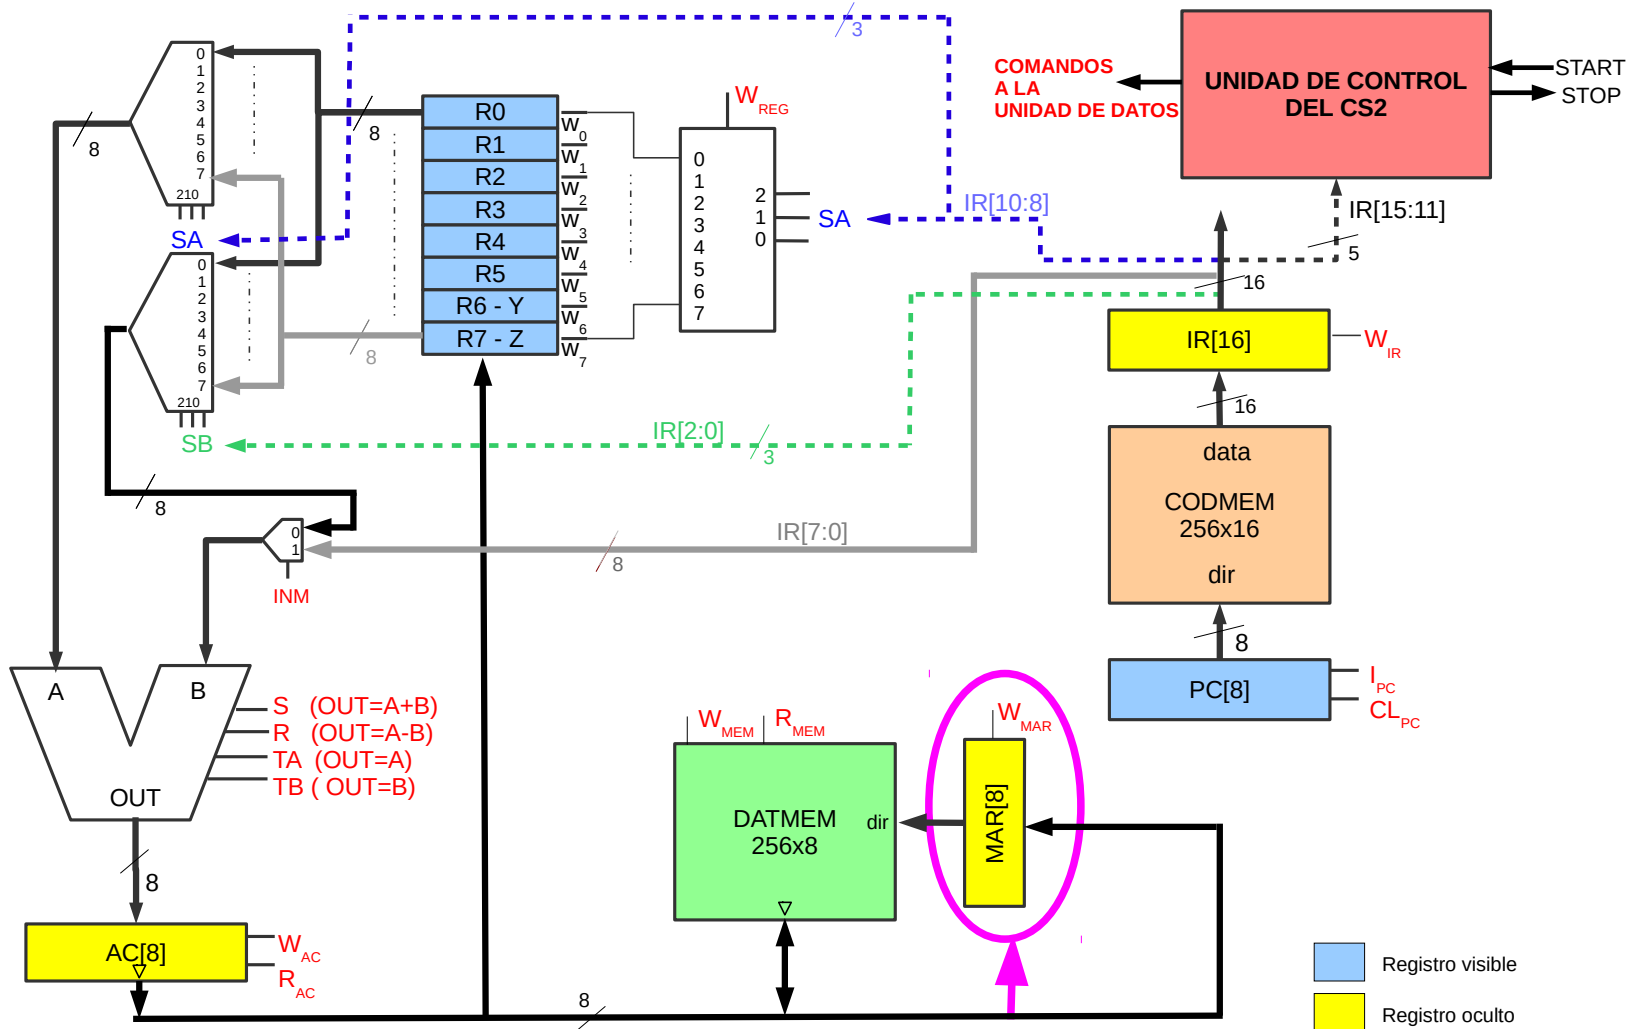 3
COMANDOS
A LA
UNIDAD DE DATOS
UNIDAD DE CONTROL
DEL CS2
START
STOP
0
1
2
3
4
5
6
7
210
8
8
SA
R0
R1
R2
R3
R4
R5
R6 - Y
R7 - Z
W0
W1
W2
W3
W4
W5
W6
W7
WREG
0
1
2
3
4
5
6
7
2
1
0
SA
IR[10:8]
IR[15:11]
5
16
0
1
2
3
4
5
6
7
210
8
SB
IR[2:0]
3
IR[16]
WIR
16
data
CODMEM
256x16
dir
8
PC[8]
IPC
CLPC
8
0
1
INM
IR[7:0]
8
A
B
OUT
S (OUT=A+B)
R (OUT=A-B)
TA (OUT=A)
TB ( OUT=B)
8
AC[8]
WAC
RAC
WMEM
RMEM
DATMEM
256x8
dir
WMAR
MAR[8]
8
Registro visible
Registro oculto